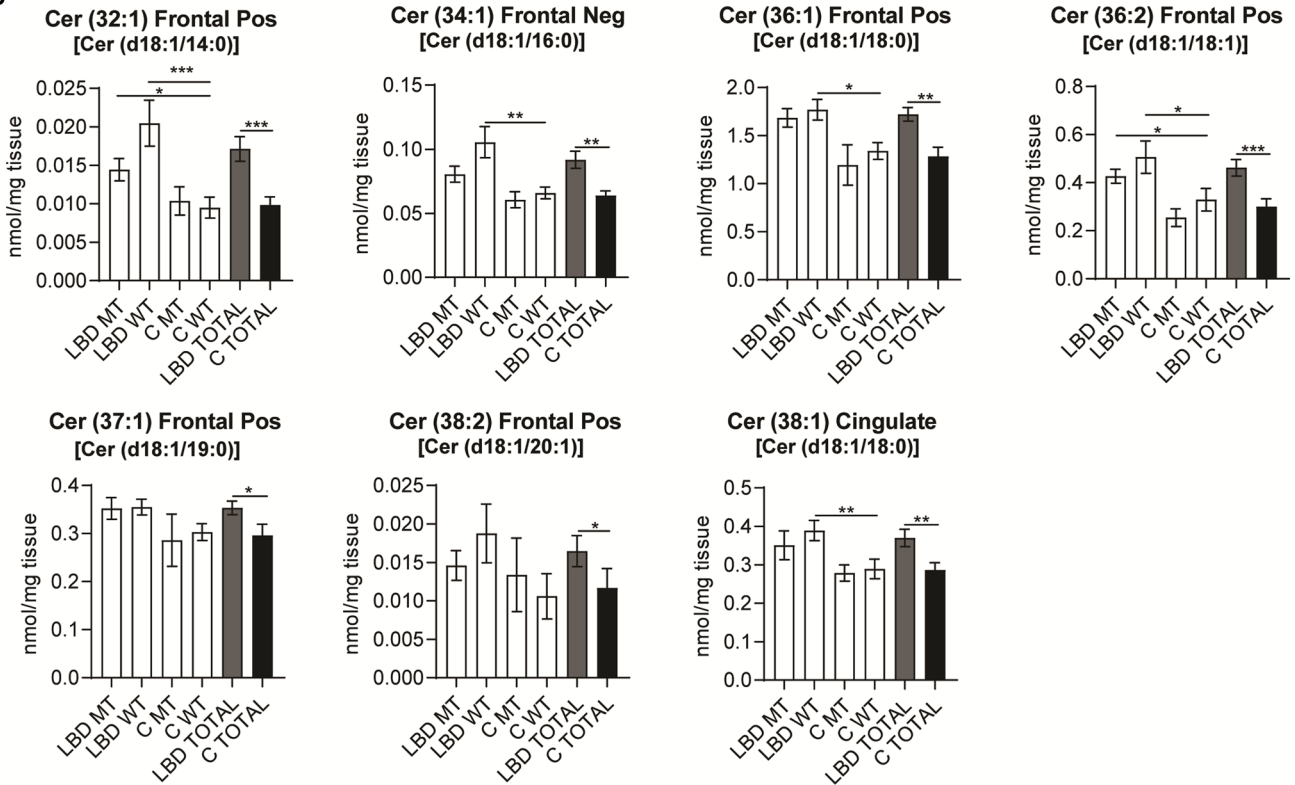 Cer (32:1) Frontal Pos
[Cer (d18:1/14:0)]
nmol/mg tissue
0.025
0.020
0.015
0.010
0.005
0.000
***
*
***
LBD MT
LBD WT
C MT
C WT
LBD TOTAL
C TOTAL
Cer (34:1) Frontal Neg
[Cer (d18:1/16:0)]
nmol/mg tissue
0.15
0.10
0.05
0.00
**
**
LBD MT
LBD WT
C MT
C WT
LBD TOTAL
C TOTAL
Cer (36:1) Frontal Pos
[Cer (d18:1/18:0)]
nmol/mg tissue
2.0
1.5
1.0
0.5
0.0
*
**
LBD MT
LBD WT
C MT
C WT
LBD TOTAL
C TOTAL
Cer (36:2) Frontal Pos
[Cer (d18:1/18:1)]
nmol/mg tissue
0.8
0.6
0.4
0.2
0.0
*
*
***
LBD MT
LBD WT
C MT
C WT
LBD TOTAL
C TOTAL
Cer (37:1) Frontal Pos
[Cer (d18:1/19:0)]
nmol/mg tissue
0.4
0.3
0.2
0.1
0.0
*
LBD MT
LBD WT
C MT
C WT
LBD TOTAL
C TOTAL
Cer (38:2) Frontal Pos
[Cer (d18:1/20:1)]
nmol/mg tissue
0.025
0.020
0.015
0.010
0.005
0.000
*
LBD MT
LBD WT
C MT
C WT
LBD TOTAL
C TOTAL
Cer (38:1) Cingulate
[Cer (d18:1/18:0)]
nmol/mg tissue
0.5
0.4
0.3
0.2
0.1
0.0
**
**
LBD MT
LBD WT
C MT
C WT
LBD TOTAL
C TOTAL